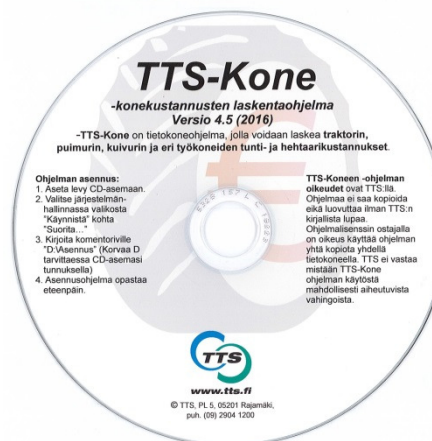 TTS-Kone
-konekustannusten laskentaohjelma
Versio 4.5 (2016)
-TTS-Kone on tietokoneohjelma, jolla voidaan laskea traktorin,
puimurin, kuivurin ja eri työkoneiden tunti- ja hehtaarikustannukset.
Ohjelman asennus:
1. Aseta levy CD-asemaan.
2. Valitse järjestelmän-
hallinnassa valikosta
"Käynnistä" kohta
"Suorita..."
3. Kirjoita komentoriville
"D:\Asennus" (Korvaa D
tarvittaessa CD-asemasi
tunnuksella)
4. Asennusohjelma opastaa
eteenpäin.
TTS-Koneen -ohjelman
oikeudet ovat TTS:llä.
Ohjelmaa ei saa kopioida
eikä luovuttaa ilman TTS:n
kirjallista lupaa.
Ohjelmalisenssin ostajalla
on oikeus käyttää ohjelman
yhtä kopiota yhdellä
tietokoneella. TTS ei vastaa
mistään TTS-Kone
ohjelman käytöstä
mahdollisesti aiheutuvista
vahingoista.
TTS
www.tts.fi
© TTS, PL 5, 05201 Rajamäki,
puh. (09) 2904 1200